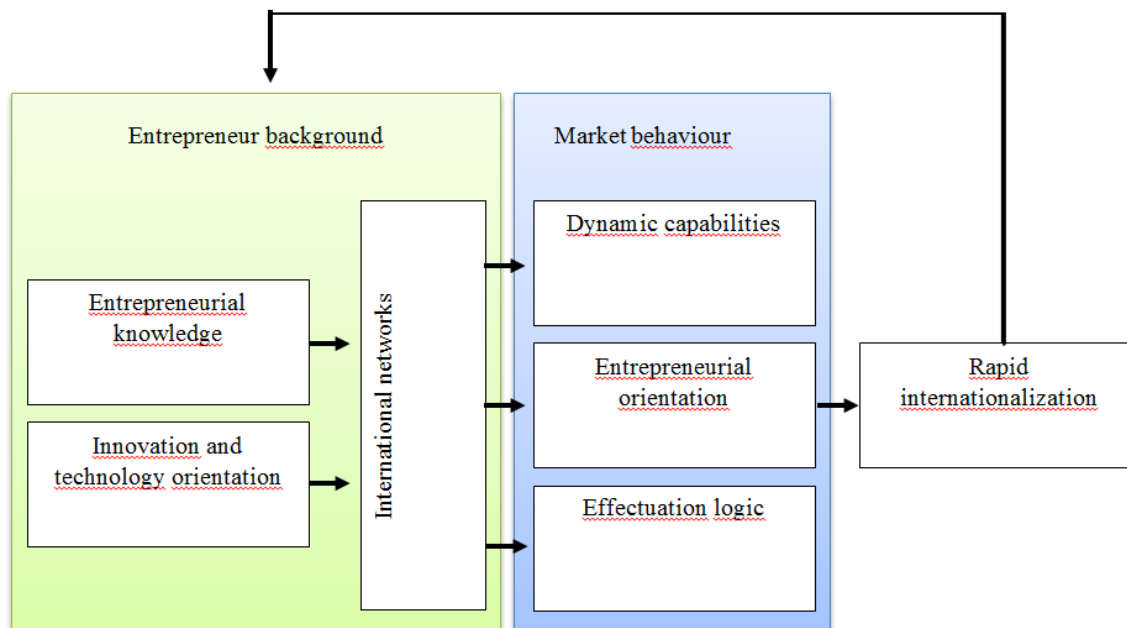 Entrepreneur background
Market behaviour
Entrepreneurial
knowledge
Innovation and
technology orientation
International networks
Dynamic capabilities
Entrepreneurial
orientation
Effectuation logic
Rapid
internationalization